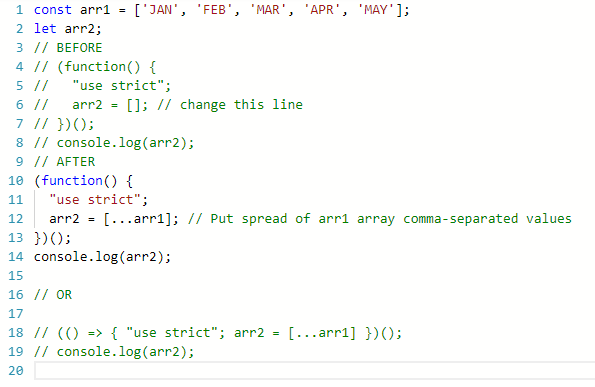 1 const arr1 = ['JAN', 'FEB', 'MAR', 'APR', 'MAY'];
2 let arr2;
3 // BEFORE
4 // (function() {
5 //   "use strict";
6 //   arr2 = []; // change this line
7 // })();
8 // console.log(arr2);
9 // AFTER
10 (function() {
11   "use strict";
12   arr2 = [...arr1]; // Put spread of arr1 array comma-separated values
13 })();
14 console.log(arr2);
15
16 // OR
17
18 // (() => { "use strict"; arr2 = [...arr1] })();
19 // console.log(arr2);
20